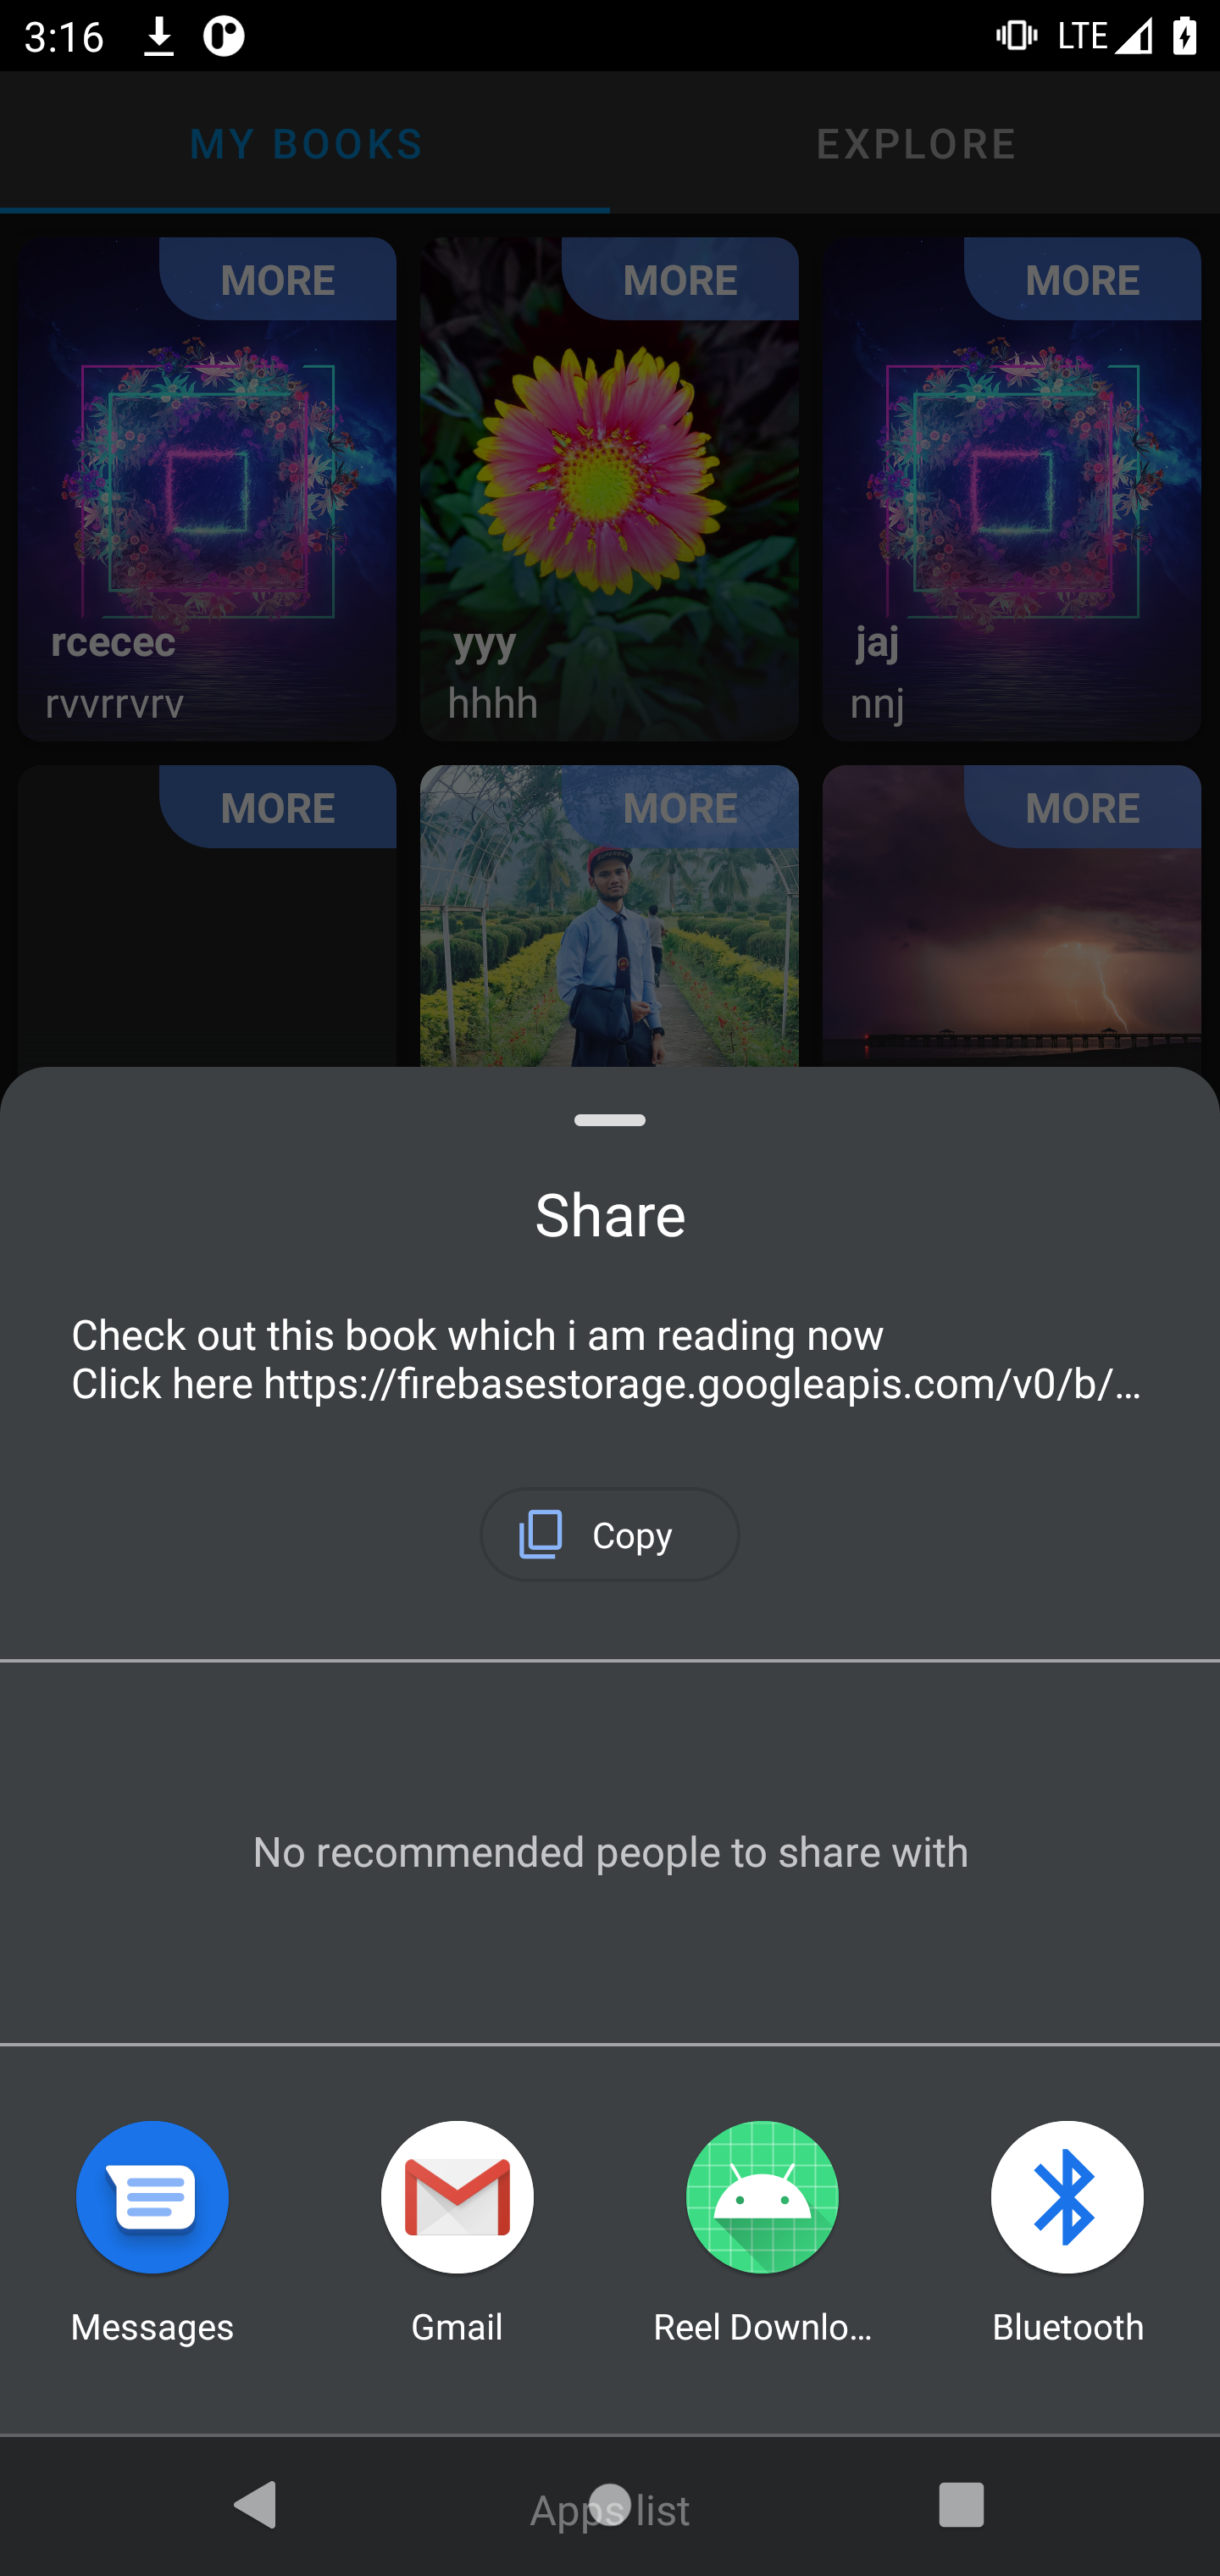 3:16
LTE
MY BOOKS
EXPLORE
MORE
MORE
MORE
rcecec
yyy
jaj
rvvrrvrv
hhhh
nnj
MORE
MORE
MORE
Share
Check out this book which i am reading now
Click here https://firebasestorage.googleapis.com/v0/b/…
Copy
No recommended people to share with
Messages
Gmail
Reel Downlo…
Bluetooth
Apps list